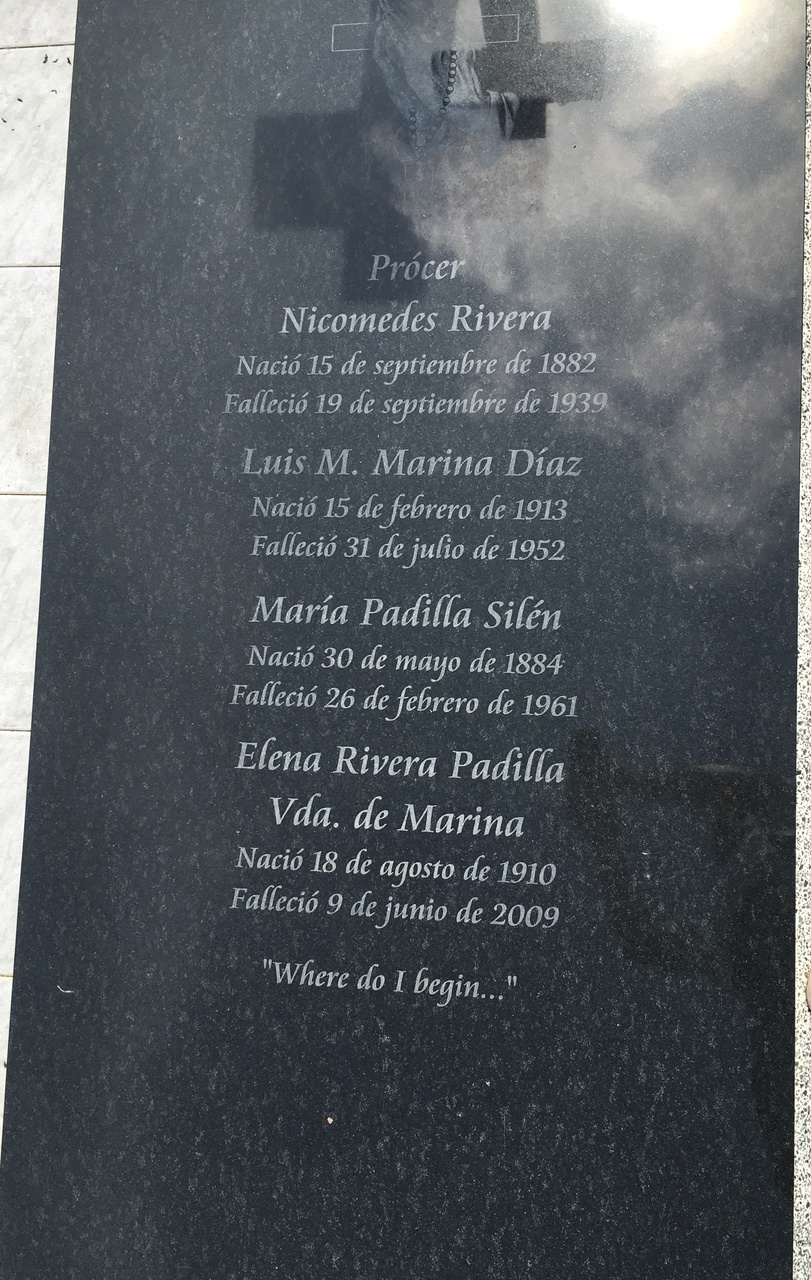 Prócer
Nicomedes Rivera
Nació 15 de septiembre de 1882
Falleció 19 de septiembre de 1939
Luis M. Marina Díaz
Nació 15 de febrero de 1913
Falleció 31 de julio de 1952
María Padilla Silén
Nació 30 de mayo de 1884
Falleció 26 de febrero de 1961
Elena Rivera Padilla
Vda. de Marina
Nació 18 de agosto de 1910
Falleció 9 de junio de 2009
"Where do I begin..."